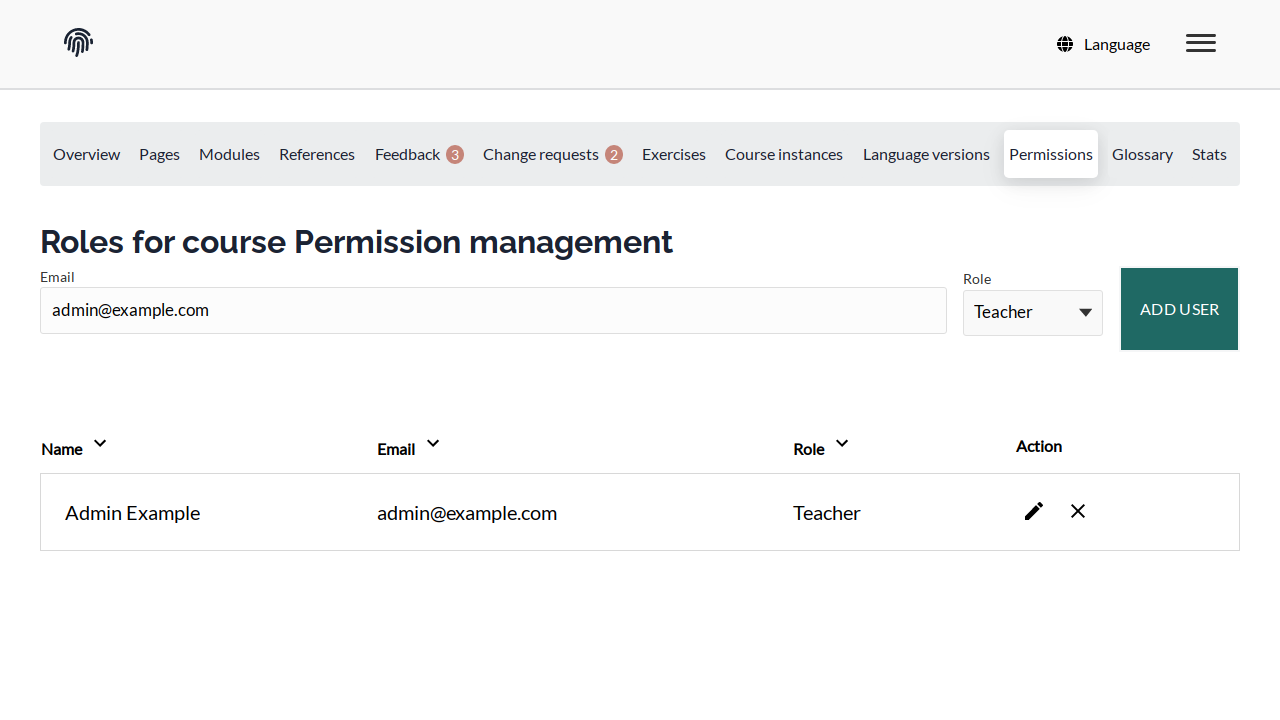 Language
Overview Pages Modules References Feedback 3 Change requests 2 Exercises Course instances Language versions Permissions Glossary Stats
Roles for course Permission management
Email
admin@example.com
Role
Teacher
ADD USER
Name Email Role Action
Admin Example admin@example.com Teacher